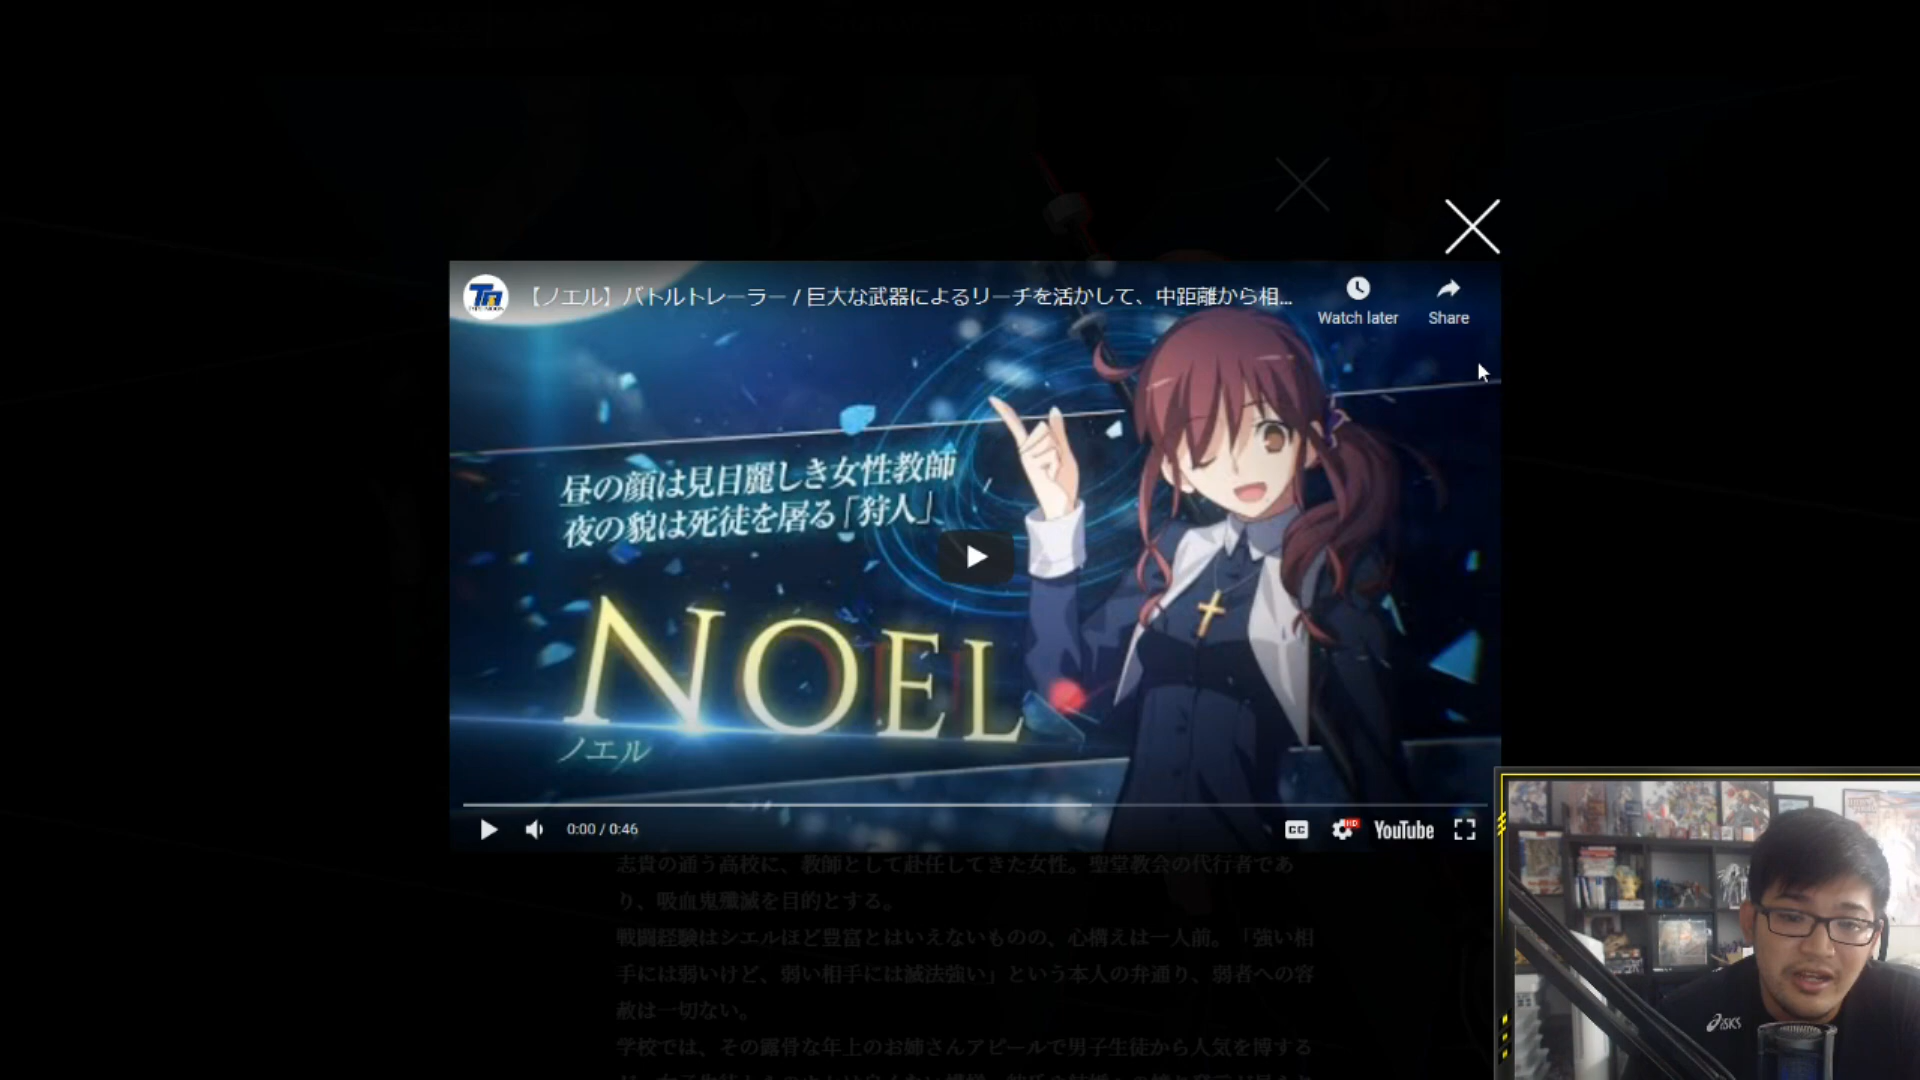 【ノエル】バトルトレーラー / 巨大な武器によるリーチを活かして、中距離から相...
Watch later
Share
昼の顔は見目麗しき女性教師
夜の貌は死徒を屠る「狩人」
NOEL
ノエル
0:00 / 0:46
CC
HD
YouTube
志貴の通う高校に、教師として赴任してきた女性。聖堂教会の代行者であ
り、吸血鬼殲滅を目的とする。
戦闘経験はシエルほど豊富とはいえないものの、心構えは一人前。「強い相
手には弱いけど、弱い相手には滅法強い」という本人の弁通り、弱者への容
赦は一切ない。
学校では、その露骨な年上のお姉さんアピールで男子生徒から人気を博する
asics